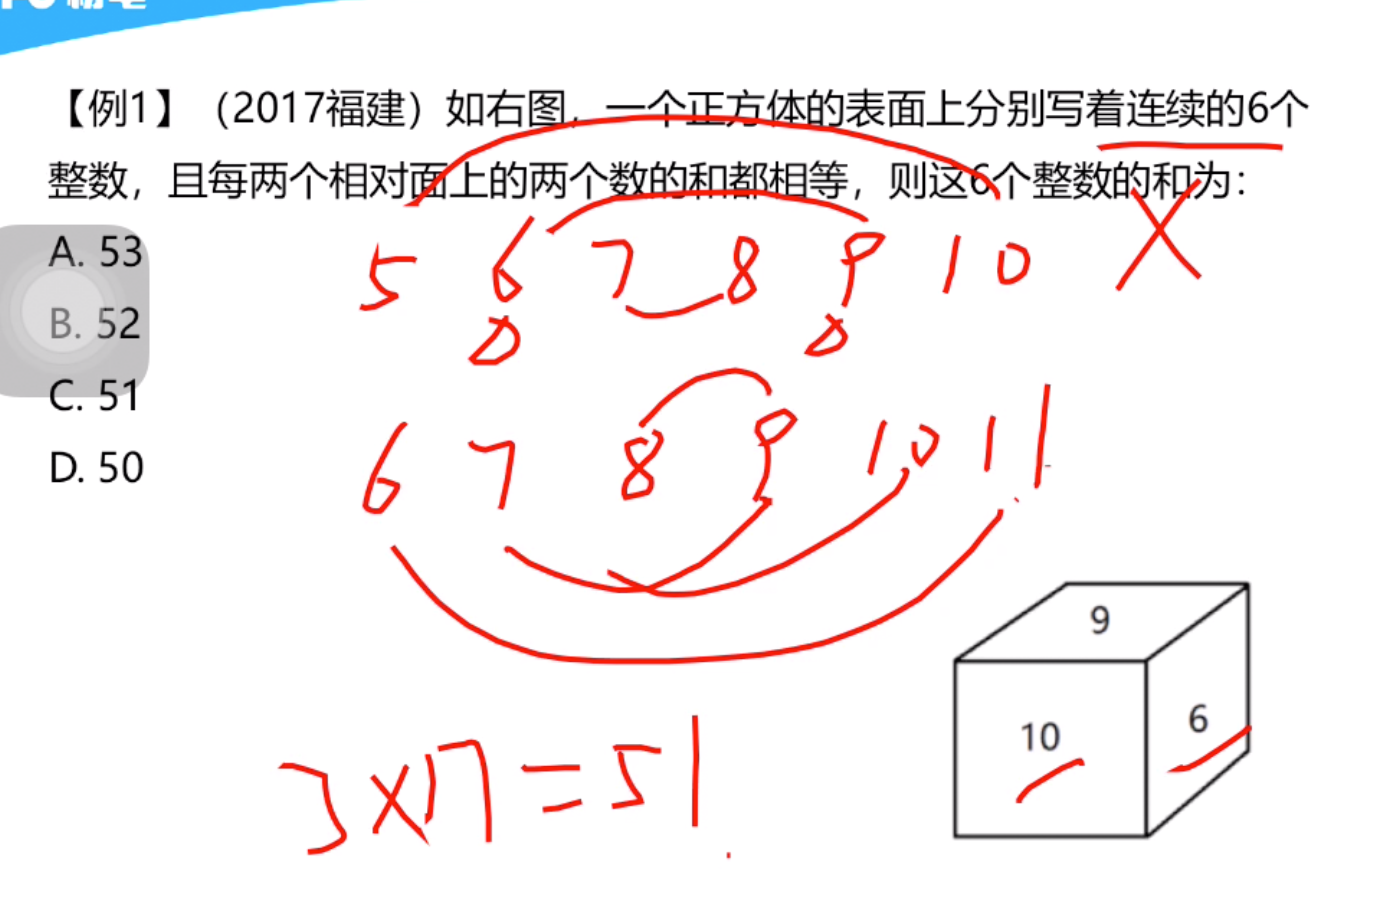 粉笔
【例1】（2017福建）如右图，一个正方体的表面上分别写着连续的6个
整数，且每两个相对面上的两个数的和都相等，则这6个整数的和为：
A. 53
B. 52
C. 51
D. 50
5 6 7 8 9 10 X
6 7 8 9 10 11
9
10 6
3×17=51